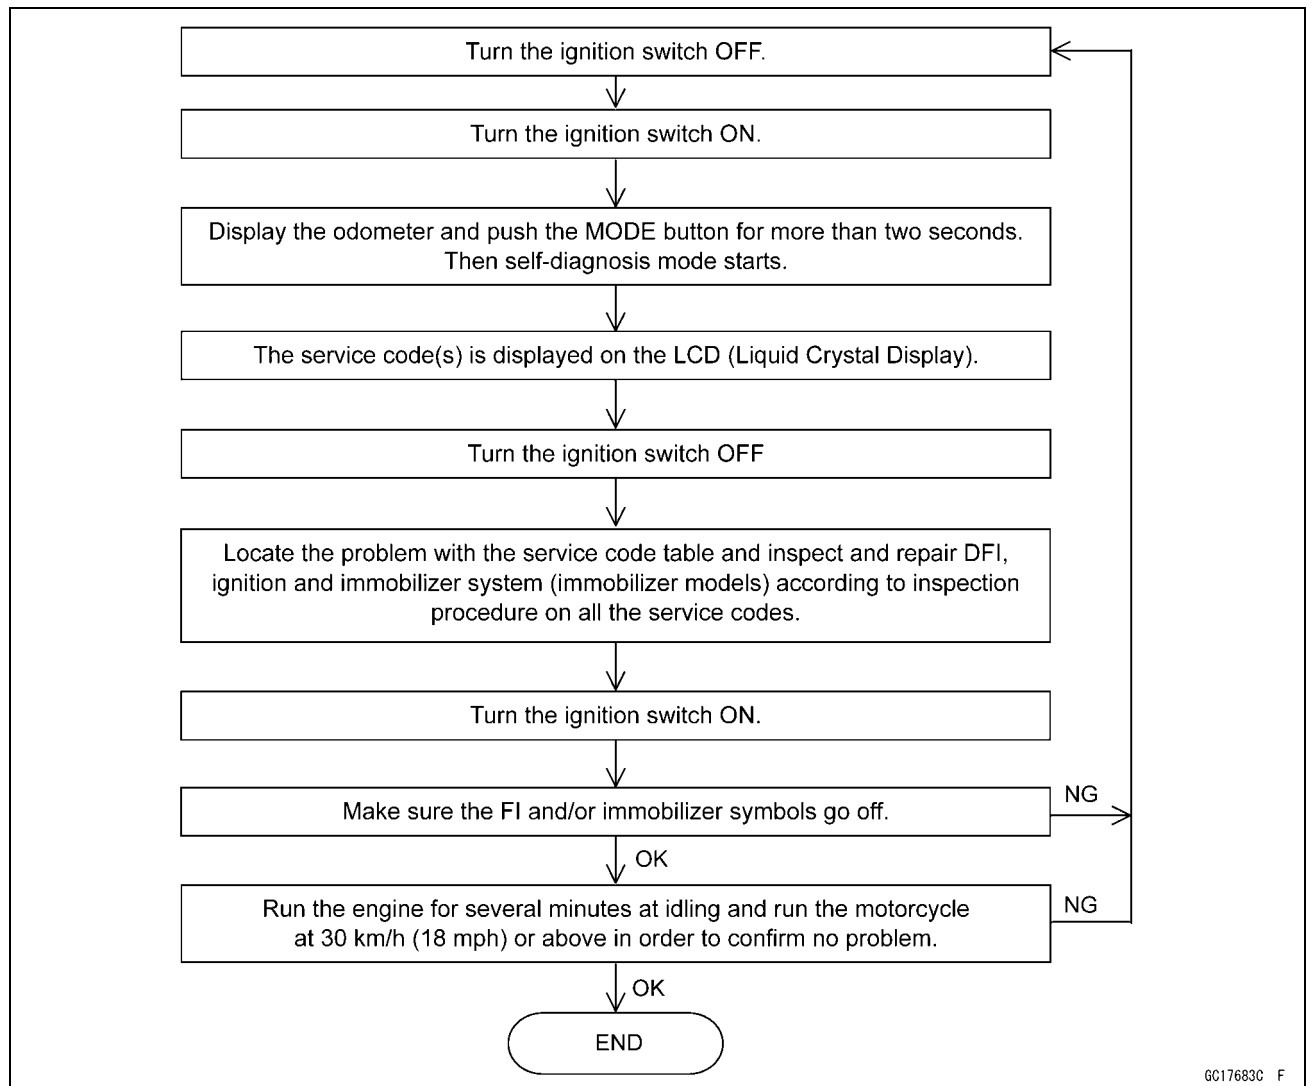 Turn the ignition switch OFF.
Turn the ignition switch ON.
Display the odometer and push the MODE button for more than two seconds.
Then self-diagnosis mode starts.
The service code(s) is displayed on the LCD (Liquid Crystal Display).
Turn the ignition switch OFF
Locate the problem with the service code table and inspect and repair DFI,
ignition and immobilizer system (immobilizer models) according to inspection
procedure on all the service codes.
Turn the ignition switch ON.
Make sure the FI and/or immobilizer symbols go off.
NG
OK
Run the engine for several minutes at idling and run the motorcycle
at 30 km/h (18 mph) or above in order to confirm no problem.
NG
OK
END
GC17683C F